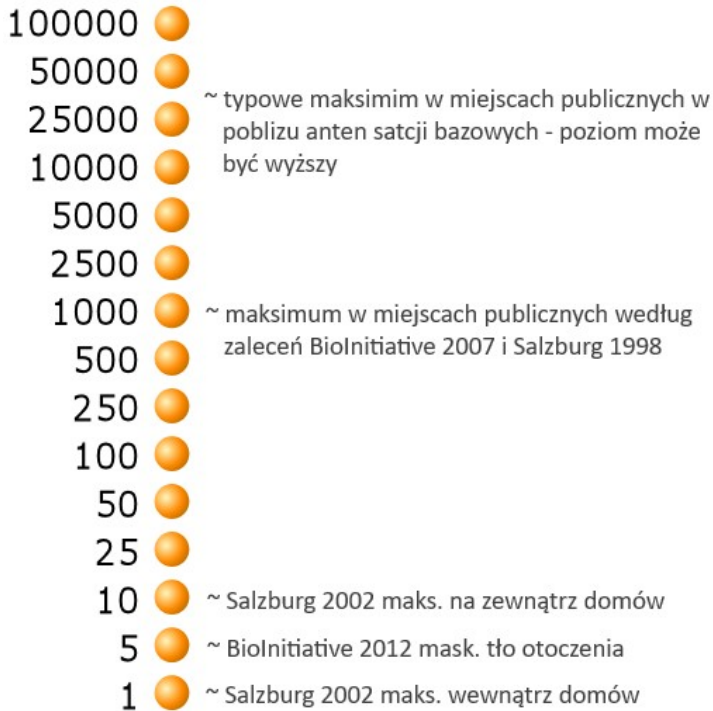 100000
50000
~ typowe maksimim w miejscach publicznych w
25000
poblizu anten satcji bazowych - poziom może
10000
być wyższy
5000
2500
1000 ~ maksimum w miejscach publicznych według
zaleceń BioInitiative 2007 i Salzburg 1998
500
250
100
50
25
10 ~ Salzburg 2002 maks. na zewnątrz domów
5 ~ BioInitiative 2012 mask. tło otoczenia
1 ~ Salzburg 2002 maks. wewnątrz domów